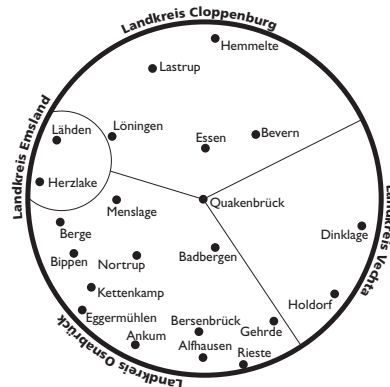 Landkreis Cloppenburg
Hemmelte
Lastrup
Landkreis Emsland
Lähden
Löningen
Essen
Bevern
Herzlake
Menslage
Quakenbrück
Landkreis Vechta
Berge
Dinklage
Bippen
Nortrup
Badbergen
Kettenkamp
Holdorf
Eggermühlen
Bersenbrück
Gehrde
Ankum
Alfhausen
Rieste
Landkreis Osnabrück